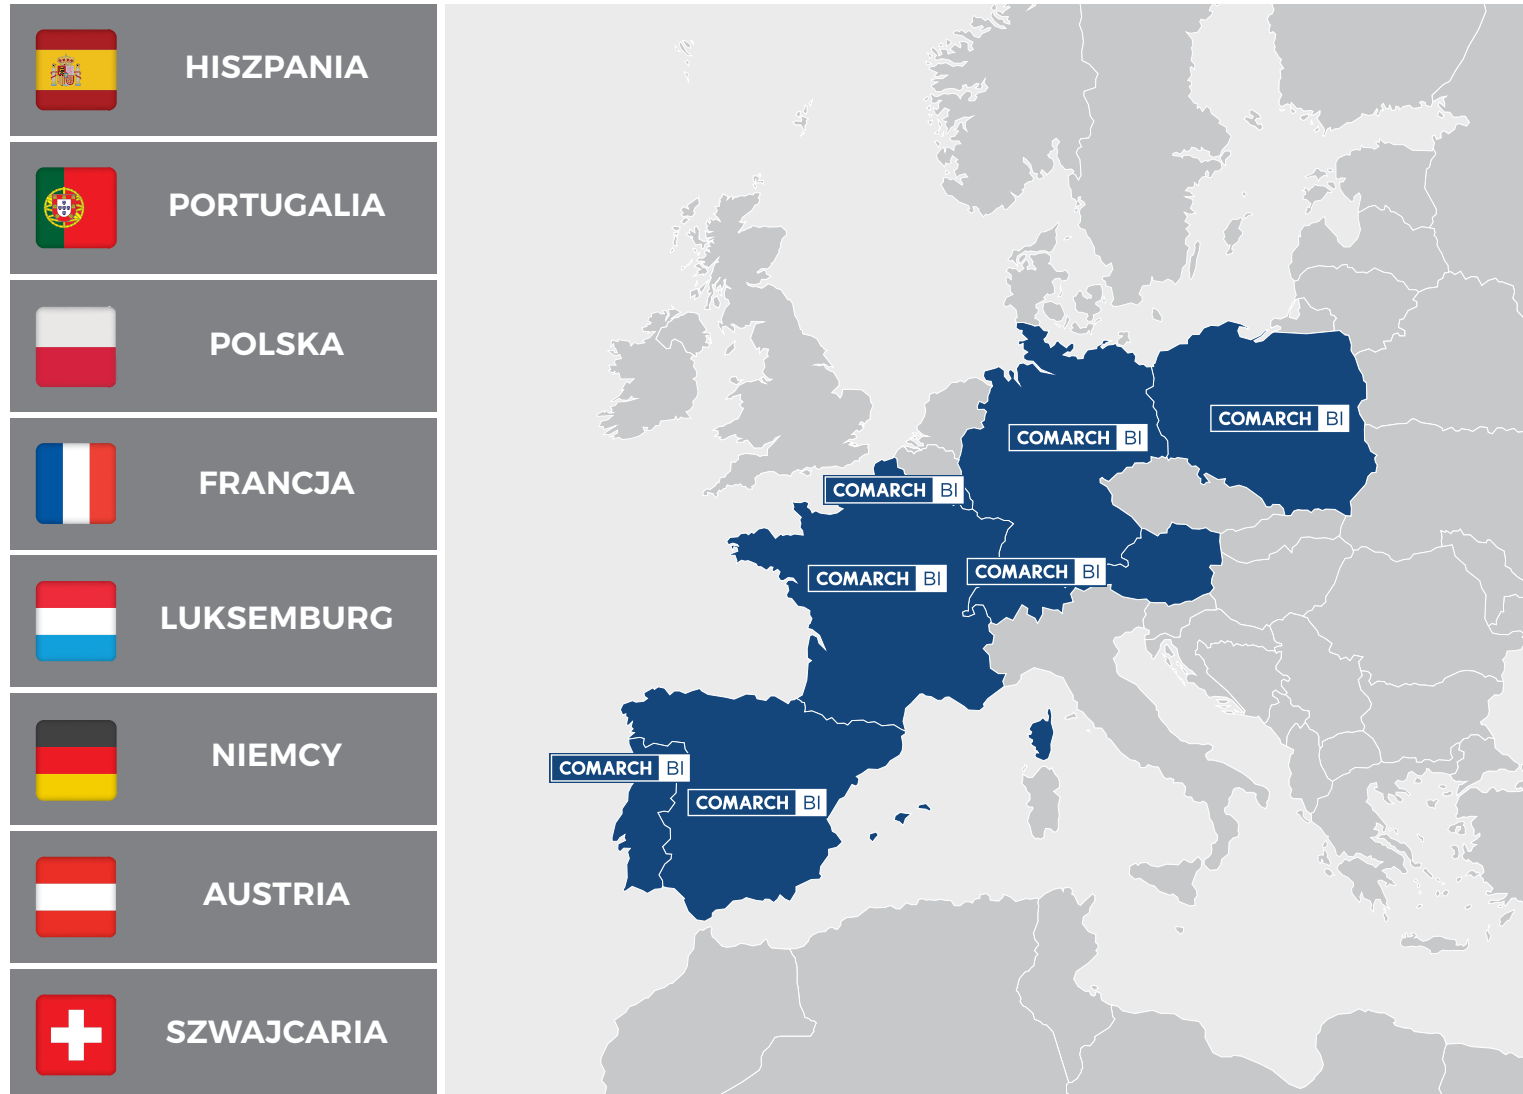 HISZPANIA
PORTUGALIA
POLSKA
FRANCJA
LUKSEMBURG
NIEMCY
AUSTRIA
SZWAJCARIA
COMARCH BI
COMARCH BI
COMARCH BI
COMARCH BI
COMARCH BI
COMARCH BI
COMARCH BI